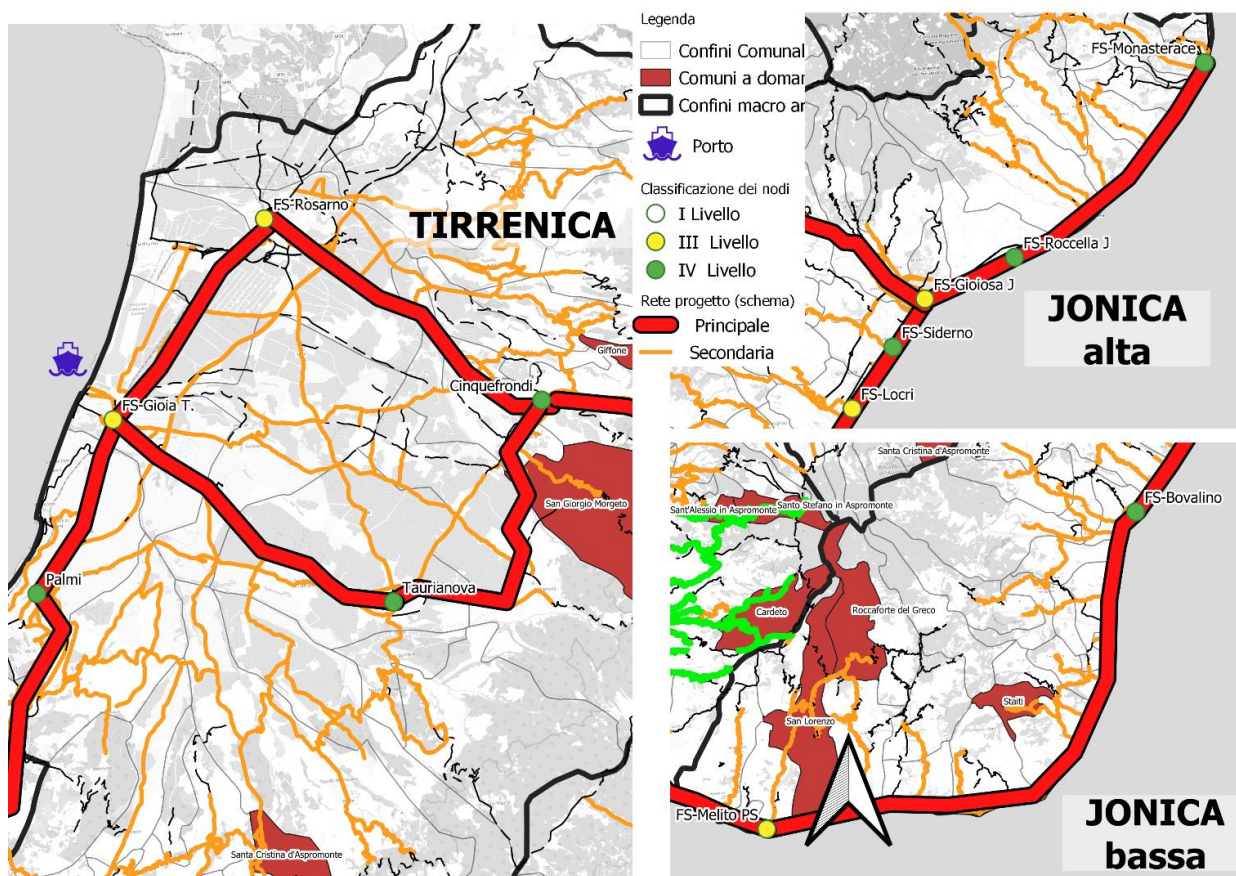 Legenda
Confini Comunal
Comuni a domar
Confini macro ar
Porto
Classificazione dei nodi
I Livello
III Livello
IV Livello
Rete progetto (schema)
Principale
Secondaria
TIRRENICA
FS-Rosarno
Giffone
Cinquefrondi
FS-Gioia T.
San Giorgio Morgeto
Palmi
Taurianova
Santa Cristina d'Aspromonte
FS-Monasterace
FS-Roccella J
FS-Gioiosa J
JONICA
alta
FS-Siderno
FS-Locri
Santa Cristina d'Aspromonte
FS-Bovalino
Sant'Alessio in Aspromonte
Santo Stefano in Aspromonte
Cardeto
Roccaforte del Greco
Staiti
San Lorenzo
FS-Melito PS
JONICA
bassa